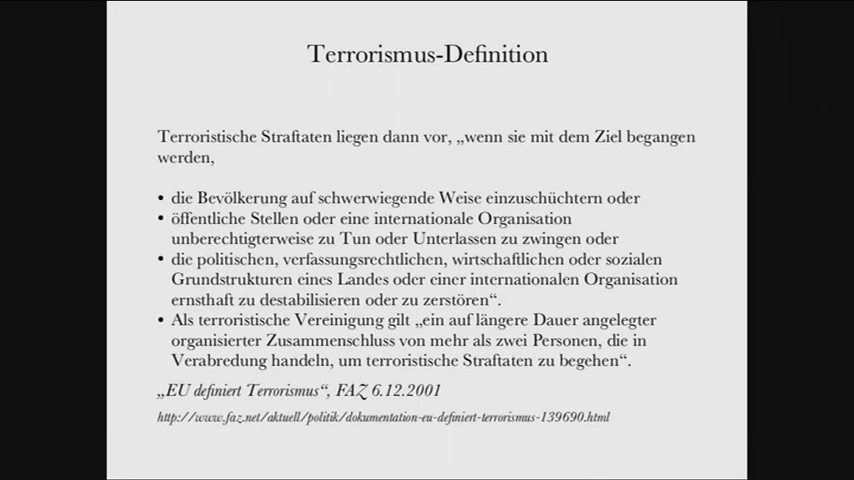 Terrorismus-Definition
Terroristische Straftaten liegen dann vor, „wenn sie mit dem Ziel begangen
werden,
• die Bevölkerung auf schwerwiegende Weise einzuschüchtern oder
• öffentliche Stellen oder eine internationale Organisation
unberechtigterweise zu Tun oder Unterlassen zu zwingen oder
• die politischen, verfassungsrechtlichen, wirtschaftlichen oder sozialen
Grundstrukturen eines Landes oder einer internationalen Organisation
ernsthaft zu destabilisieren oder zu zerstören“.
• Als terroristische Vereinigung gilt „ein auf längere Dauer angelegter
organisierter Zusammenschluss von mehr als zwei Personen, die in
Verabredung handeln, um terroristische Straftaten zu begehen“.
„EU definiert Terrorismus“, FAZ 6.12.2001
http://www.faz.net/aktuell/politik/dokumentation-eu-definiert-terrorismus-139690.html